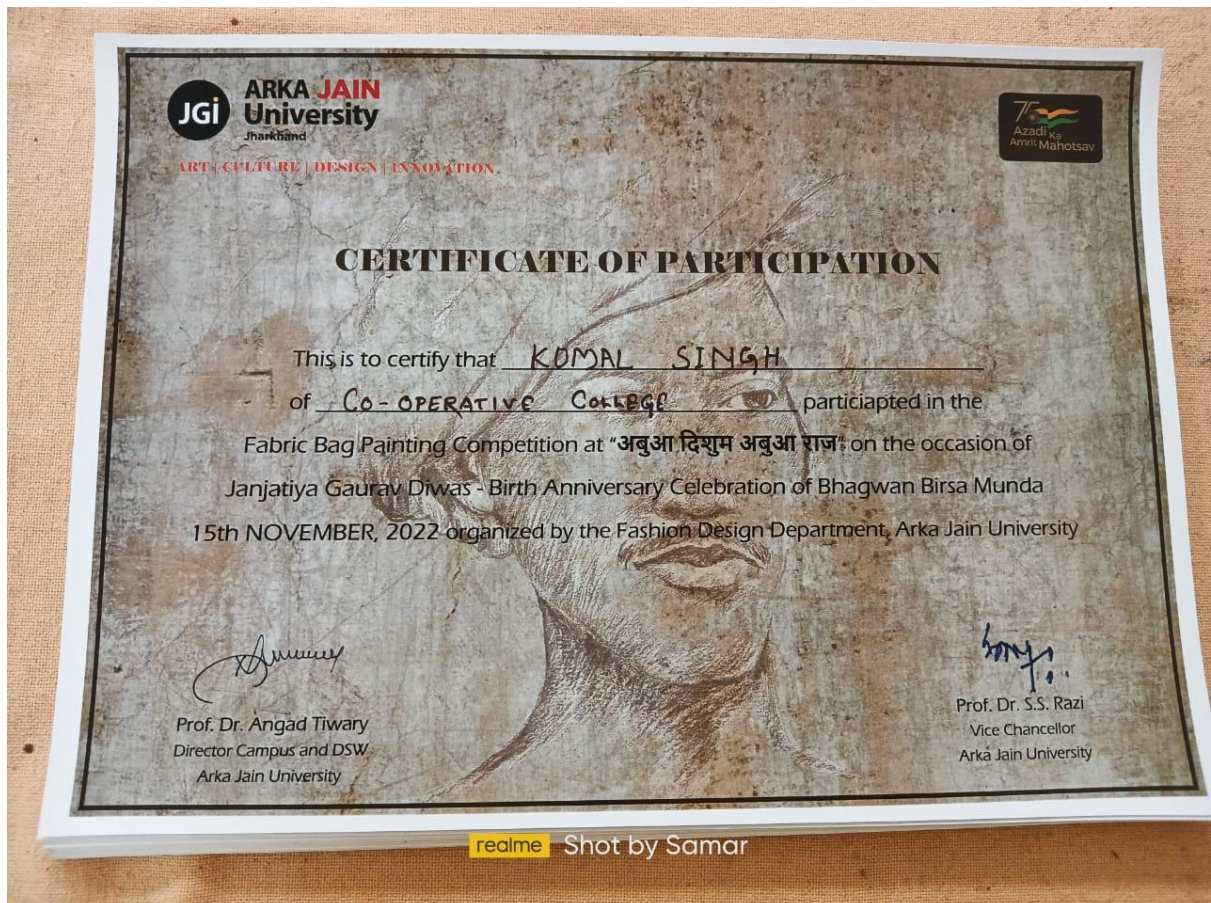 JGi
ARKA JAIN
University
Jharkhand
ART | CULTURE | DESIGN | INNOVATION
75
Azadi Ka
Amrit Mahotsav
CERTIFICATE OF PARTICIPATION
This is to certify that KOMAL SINGH
of CO-OPERATIVE COLLEGE particiapted in the
Fabric Bag Painting Competition at "अबुआ दिशुम अबुआ राज" on the occasion of
Janjatiya Gaurav Diwas - Birth Anniversary Celebration of Bhagwan Birsa Munda
15th NOVEMBER, 2022 organized by the Fashion Design Department, Arka Jain University
Prof. Dr. Angad Tiwary
Director Campus and DSW
Arka Jain University
Prof. Dr. S.S. Razi
Vice Chancellor
Arka Jain University
realme Shot by Samar